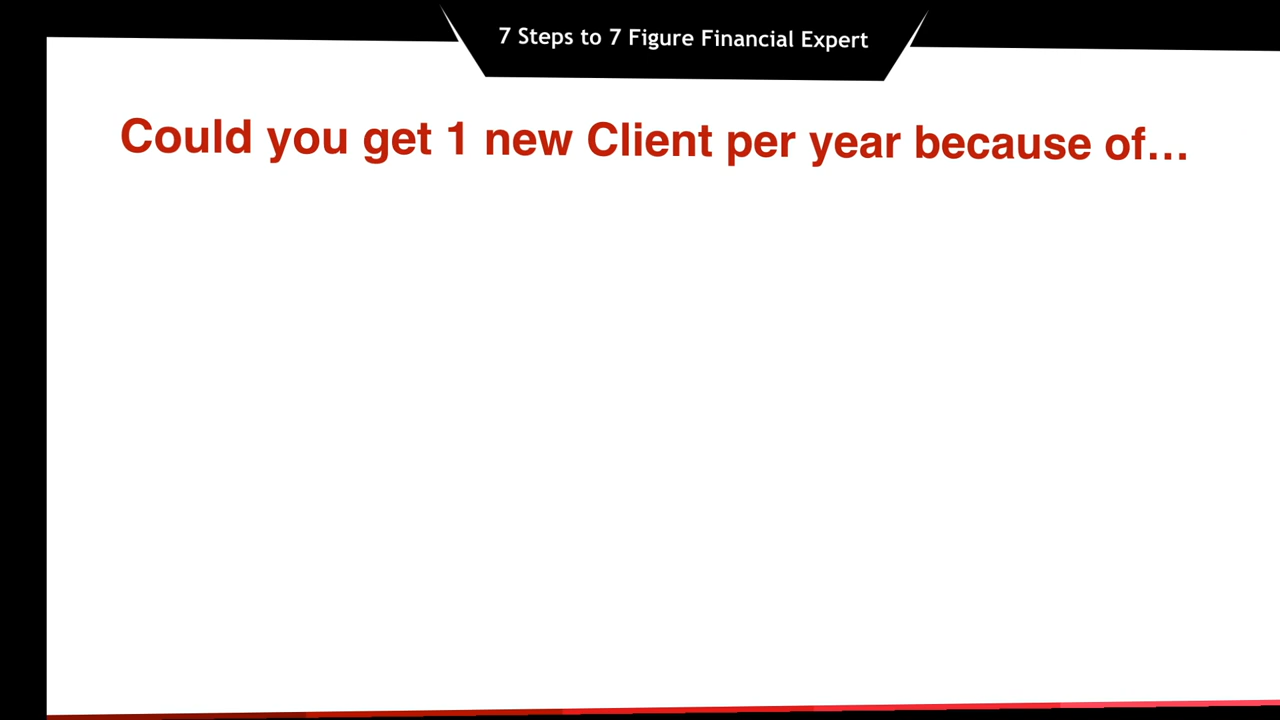 7 Steps to 7 Figure Financial Expert
Could you get 1 new Client per year because of...